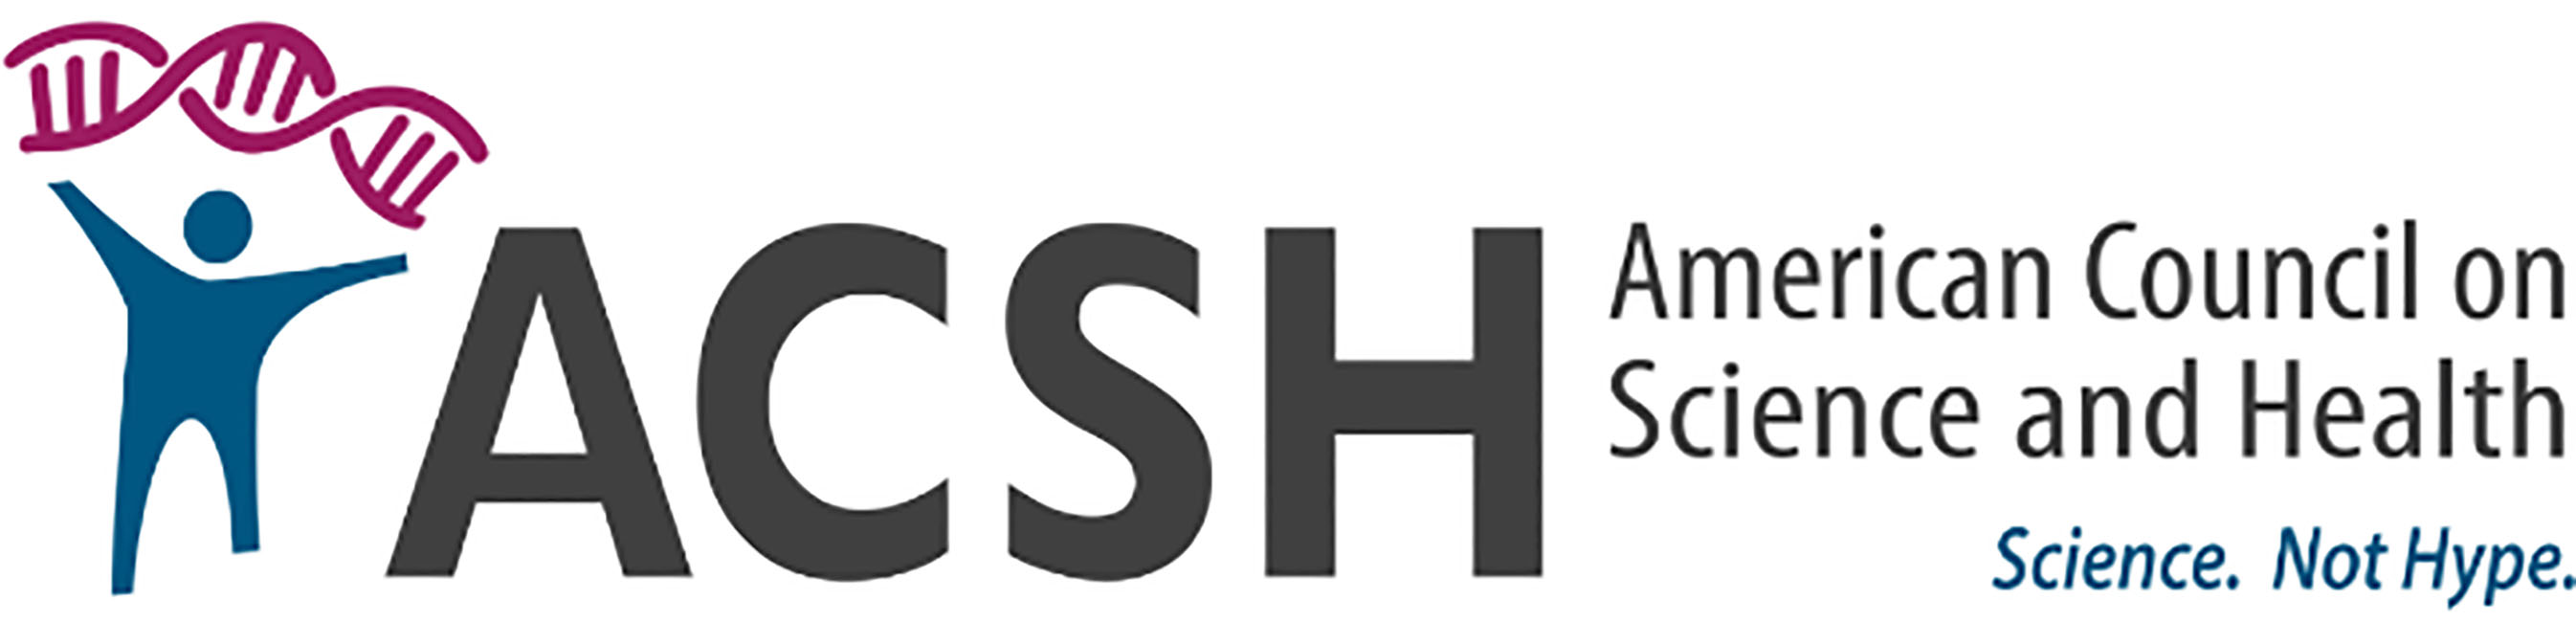 ACSH
American Council on
Science and Health
Science. Not Hype.